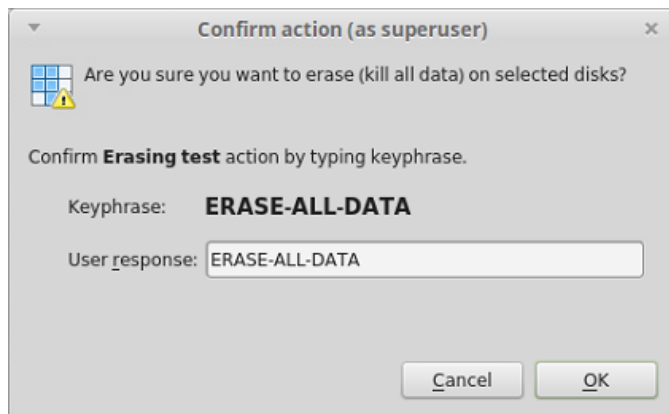 Confirm action (as superuser)
Are you sure you want to erase (kill all data) on selected disks?
Confirm Erasing test action by typing keyphrase.
Keyphrase: ERASE-ALL-DATA
User response: ERASE-ALL-DATA
Cancel OK